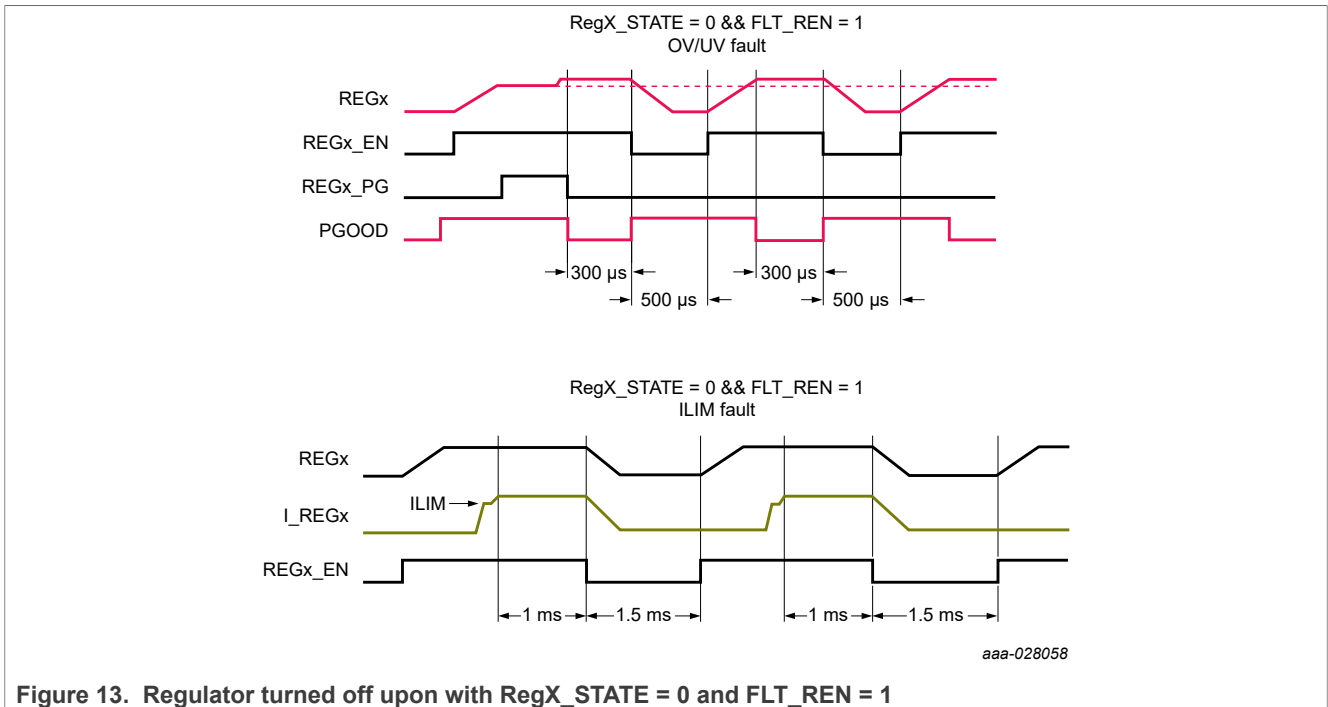 RegX_STATE = 0 && FLT_REN = 1
OV/UV fault
REGx
REGx_EN
REGx_PG
PGOOD
300 µs
300 µs
500 µs
500 µs
RegX_STATE = 0 && FLT_REN = 1
ILIM fault
REGx
ILIM
I_REGx
REGx_EN
1 ms
1.5 ms
1 ms
1.5 ms
aaa-028058
Figure 13. Regulator turned off upon with RegX_STATE = 0 and FLT_REN = 1